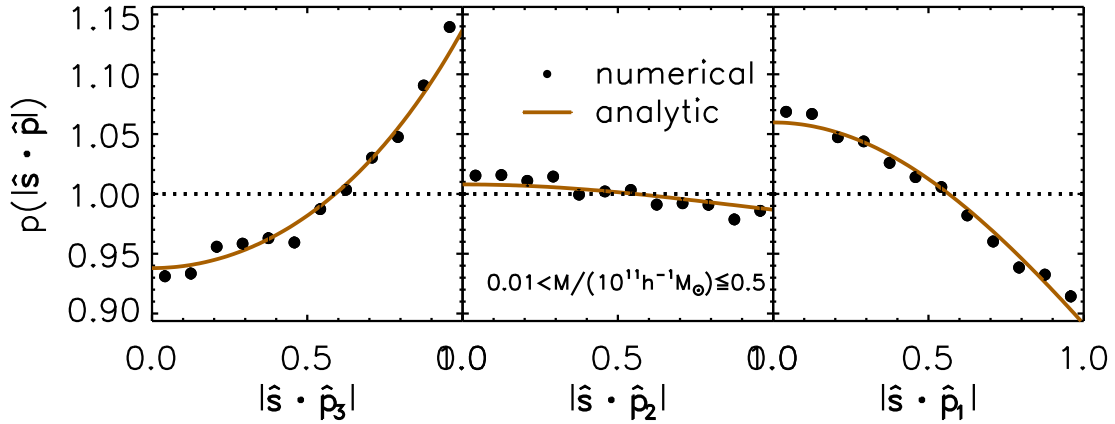 1.15
1.10
1.05
1.00
0.95
0.90
p(|ŝ · p̂|)
numerical
analytic
0.01<M/(10¹¹h⁻¹M⊙)≦0.5
0.0 0.5 1.0 0.0 0.5 1.0 0.0 0.5 1.0
|ŝ · p̂₃| |ŝ · p̂₂| |ŝ · p̂₁|